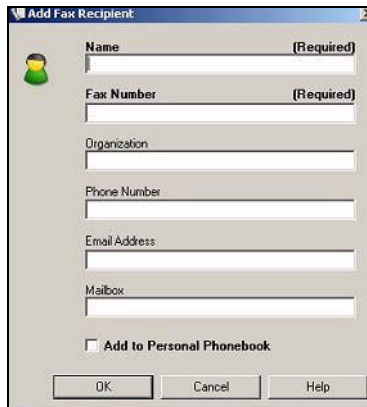 Add Fax Recipient
Name (Required)
Fax Number (Required)
Organization
Phone Number
Email Address
Mailbox
Add to Personal Phonebook
OK Cancel Help